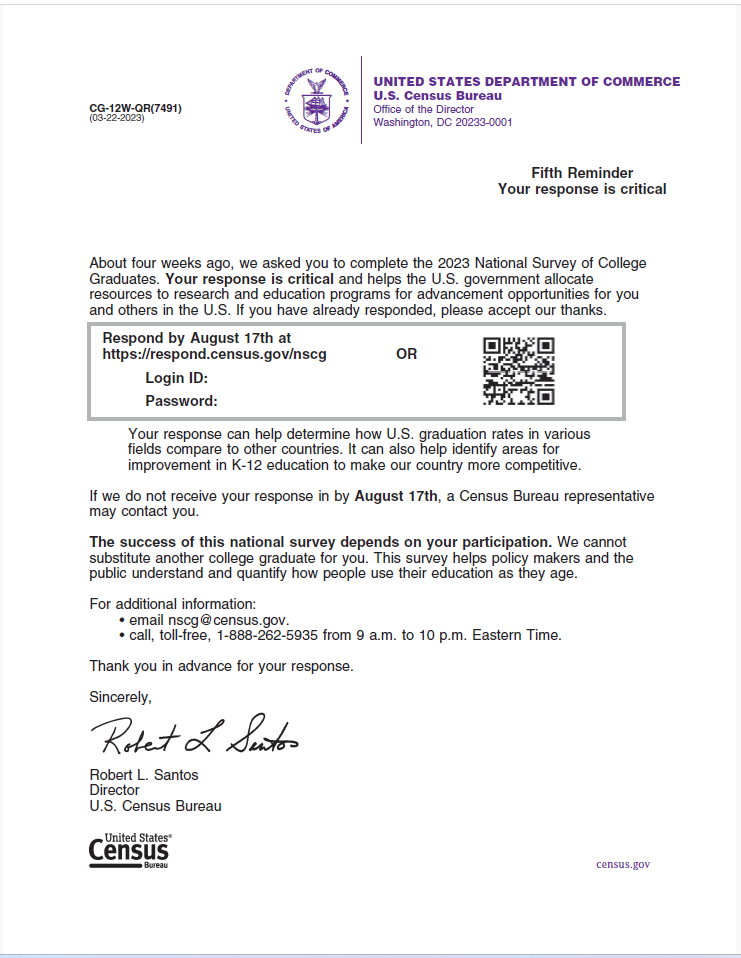 CG-12W-QR(7491)
(03-22-2023)
DEPARTMENT OF COMMERCE
UNITED STATES OF AMERICA
UNITED STATES DEPARTMENT OF COMMERCE
U.S. Census Bureau
Office of the Director
Washington, DC 20233-0001
Fifth Reminder
Your response is critical
About four weeks ago, we asked you to complete the 2023 National Survey of College
Graduates. Your response is critical and helps the U.S. government allocate
resources to research and education programs for advancement opportunities for you
and others in the U.S. If you have already responded, please accept our thanks.
Respond by August 17th at
https://respond.census.gov/nscg
OR
Login ID:
Password:
Your response can help determine how U.S. graduation rates in various
fields compare to other countries. It can also help identify areas for
improvement in K-12 education to make our country more competitive.
If we do not receive your response in by August 17th, a Census Bureau representative
may contact you.
The success of this national survey depends on your participation. We cannot
substitute another college graduate for you. This survey helps policy makers and the
public understand and quantify how people use their education as they age.
For additional information:
• email nscg@census.gov.
• call, toll-free, 1-888-262-5935 from 9 a.m. to 10 p.m. Eastern Time.
Thank you in advance for your response.
Sincerely,
Robert L Santos
Robert L. Santos
Director
U.S. Census Bureau
United States®
Census
Bureau
census.gov